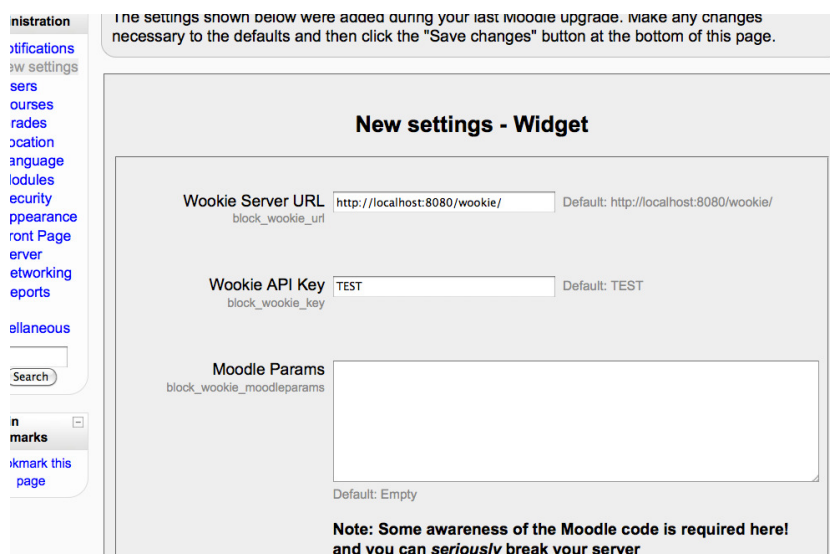 nistration
otifications
ew settings
sers
ourses
rades
ocation
anguage
odules
ecurity
ppearance
ront Page
erver
etworking
eports
ellaneous
Search
n
marks
okmark this
page
The settings shown below were added during your last Moodle upgrade. Make any changes
necessary to the defaults and then click the "Save changes" button at the bottom of this page.
New settings - Widget
Wookie Server URL http://localhost:8080/wookie/ Default: http://localhost:8080/wookie/
block_wookie_url
Wookie API Key TEST Default: TEST
block_wookie_key
Moodle Params
block_wookie_moodleparams
Default: Empty
Note: Some awareness of the Moodle code is required here!
and you can seriously break your server